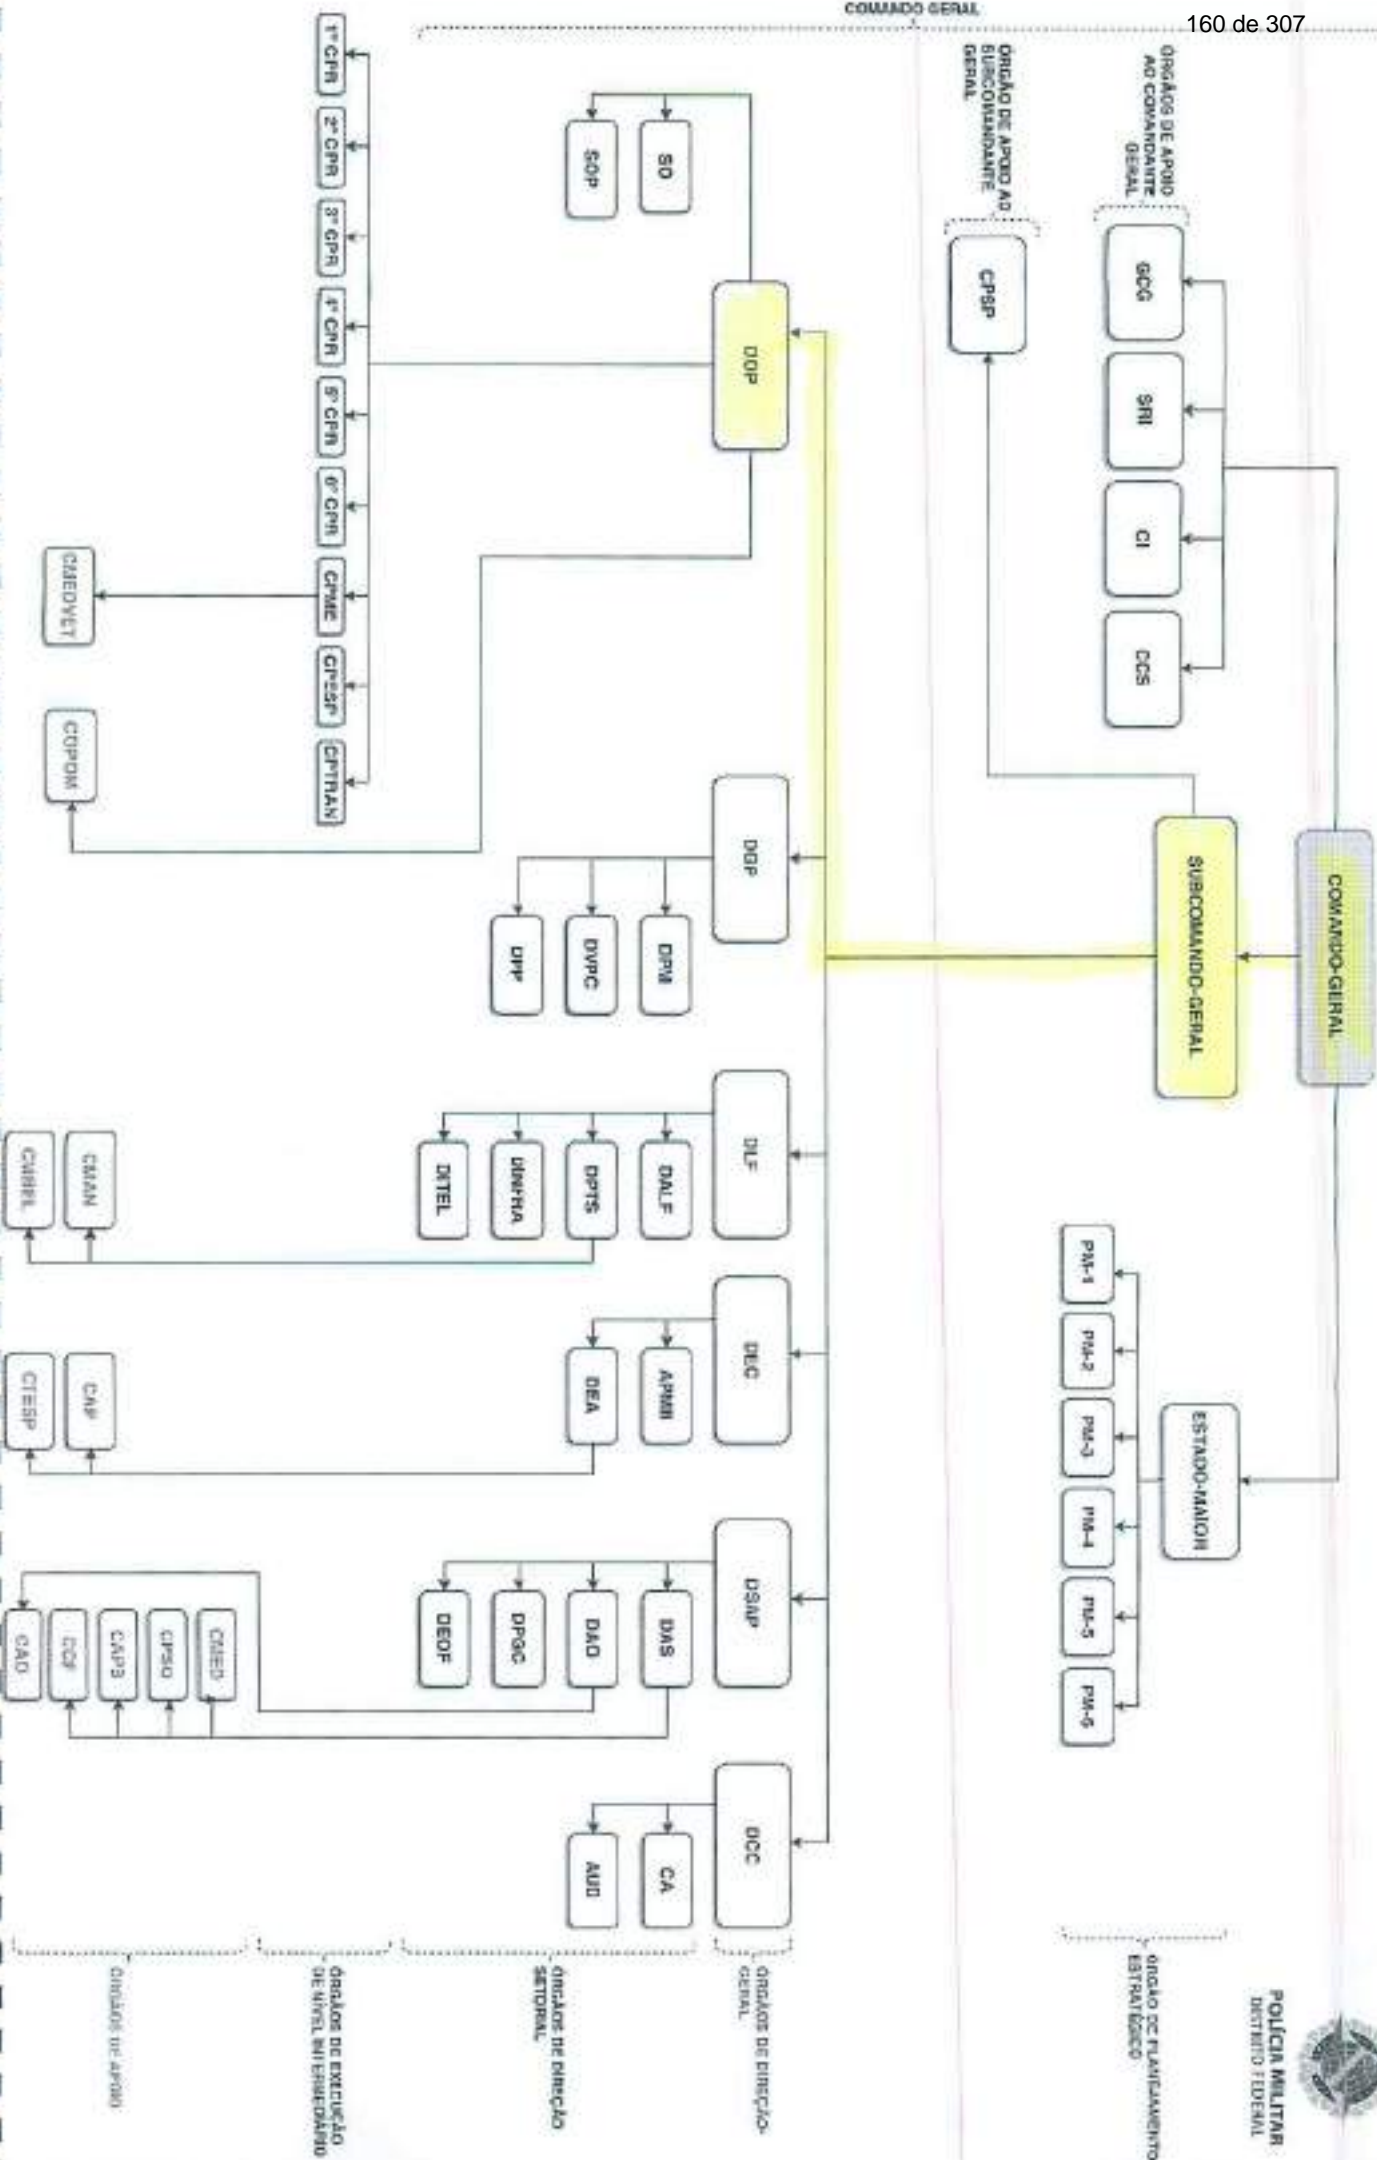 160 de 307
POLÍCIA MILITAR
DISTRITO FEDERAL
COMANDO GERAL
COMANDO-GERAL
SUBCOMANDO-GERAL
ESTADO-MAIOR
ÓRGÃOS DE APOIO
AO COMANDANTE
GERAL
GCG
SRI
CI
CCS
PM-1
PM-2
PM-3
PM-4
PM-5
PM-6
ÓRGÃO DE PLANEJAMENTO
ESTRATÉGICO
ÓRGÃO DE APOIO AO
SUBCOMANDANTE
GERAL
CPSP
DOP
DGP
DLF
DEC
DSAP
DCC
ÓRGÃOS DE DIREÇÃO-
GERAL
SO
SOP
DPM
DVPC
DPP
DALF
DPTS
DINFRA
DITEL
APMB
DEA
DAS
DAO
DPGC
DEOF
CA
AUD
ÓRGÃOS DE DIREÇÃO
SETORIAL
1º CPR
2º CPR
3º CPR
4º CPR
5º CPR
6º CPR
CPME
CPESP
CPTRAN
ÓRGÃOS DE EXECUÇÃO
DE NÍVEL INTERMEDIÁRIO
CMEDVET
COPOM
CMAN
CMBEL
CAP
CTESP
CMED
CPSO
CAPS
CCF
CAO
ÓRGÃOS DE APOIO